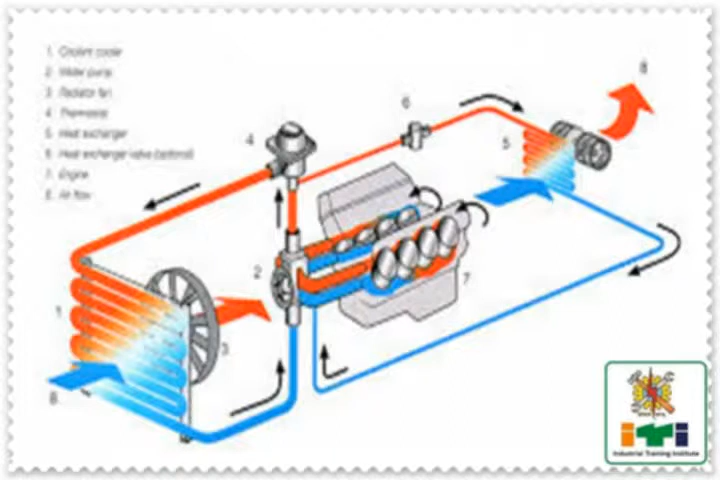 1 Coolant cooler
2 Water pump
3 Radiator fan
4 Thermostat
5 Heat exchanger
6 Heat exchanger valve (optional)
7 Engine
8 Air flow
6
8
4
5
2
7
1
3
8
iTi
Industrial Training Institute